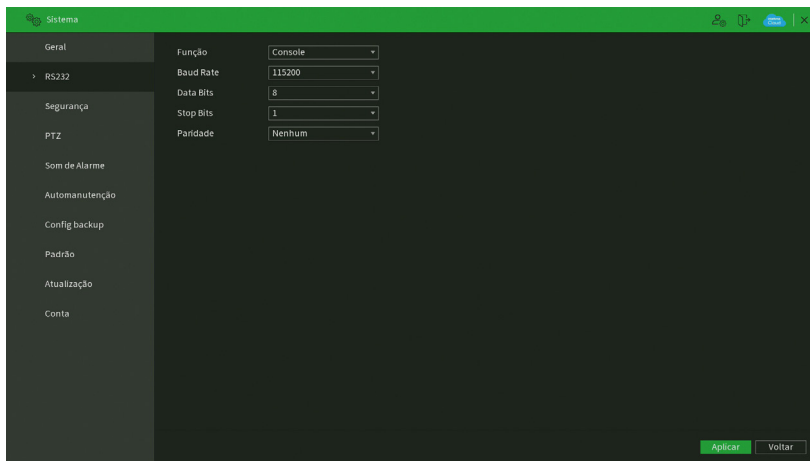 Sistema
Geral
RS232
Segurança
PTZ
Som de Alarme
Automanutenção
Config backup
Padrão
Atualização
Conta
Função Console
Baud Rate 115200
Data Bits 8
Stop Bits 1
Paridade Nenhum
Aplicar Voltar